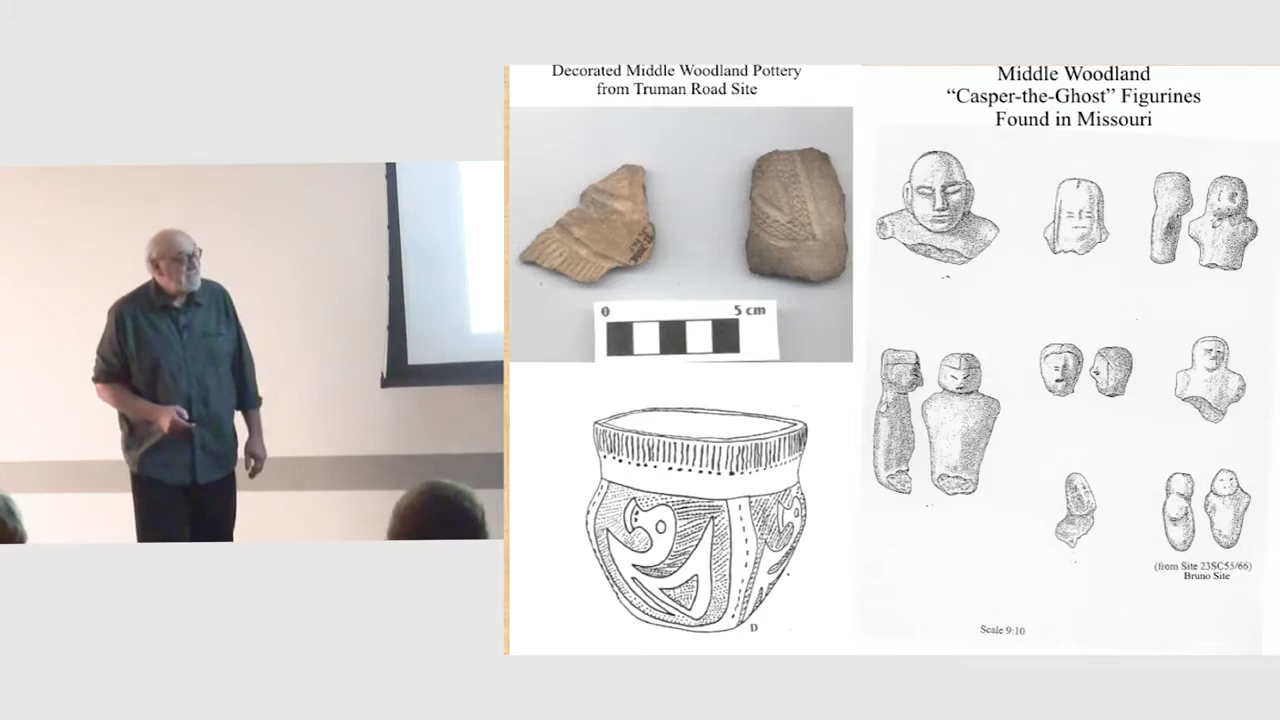 Decorated Middle Woodland Pottery
from Truman Road Site
0 5 cm
D
Middle Woodland
“Casper-the-Ghost” Figurines
Found in Missouri
(from Site 23SC55/66)
Bruno Site
Scale 9:10